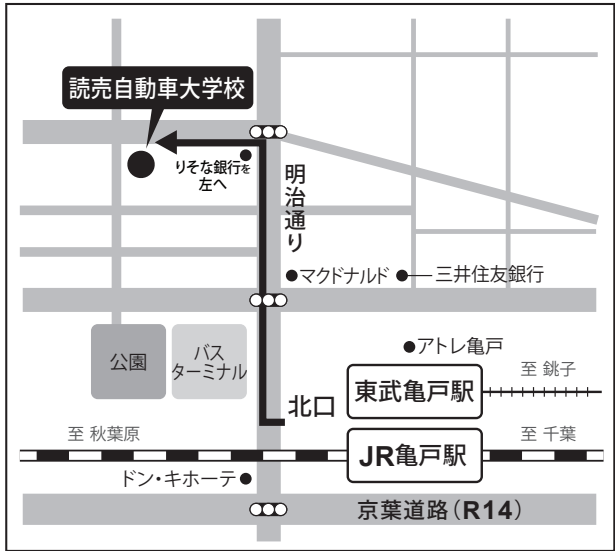 読売自動車大学校
りそな銀行を
左へ
明治通り
マクドナルド
三井住友銀行
アトレ亀戸
公園
バス
ターミナル
北口
東武亀戸駅
至 銚子
至 秋葉原
JR亀戸駅
至 千葉
ドン・キホーテ
京葉道路（R14）